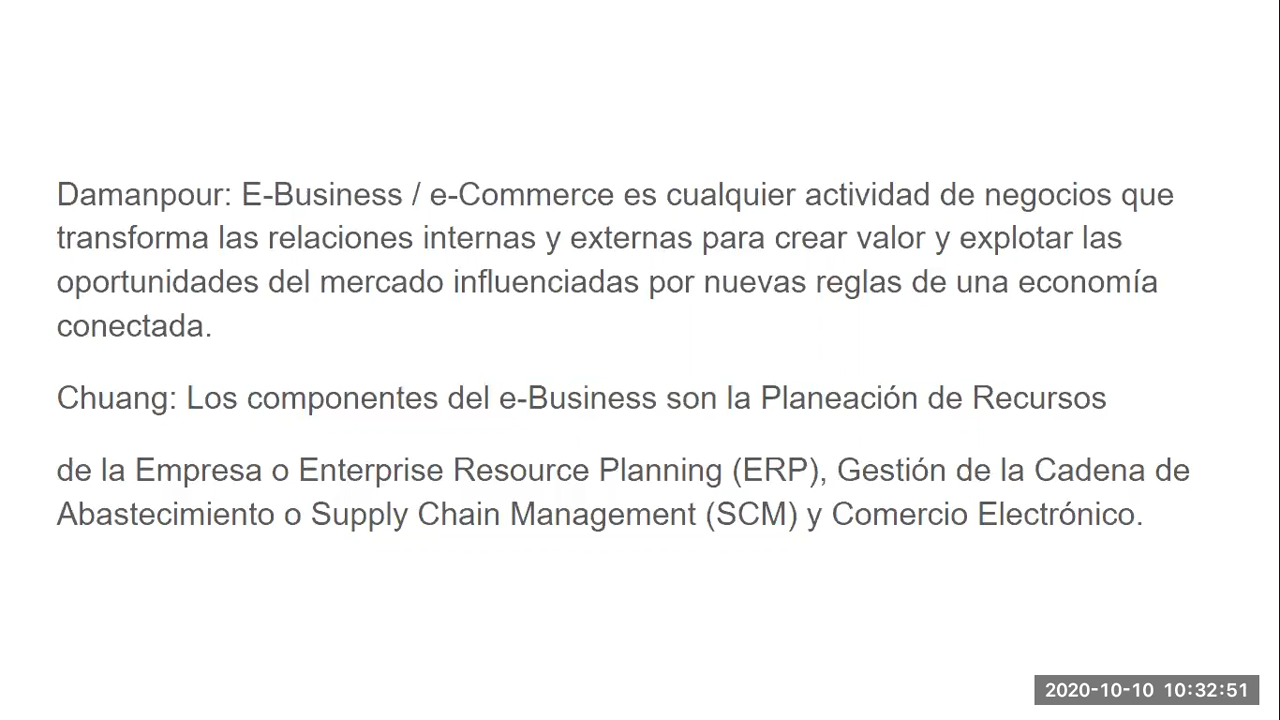 Damanpour: E-Business / e-Commerce es cualquier actividad de negocios que
transforma las relaciones internas y externas para crear valor y explotar las
oportunidades del mercado influenciadas por nuevas reglas de una economía
conectada.
Chuang: Los componentes del e-Business son la Planeación de Recursos
de la Empresa o Enterprise Resource Planning (ERP), Gestión de la Cadena de
Abastecimiento o Supply Chain Management (SCM) y Comercio Electrónico.
2020-10-10 10:32:51